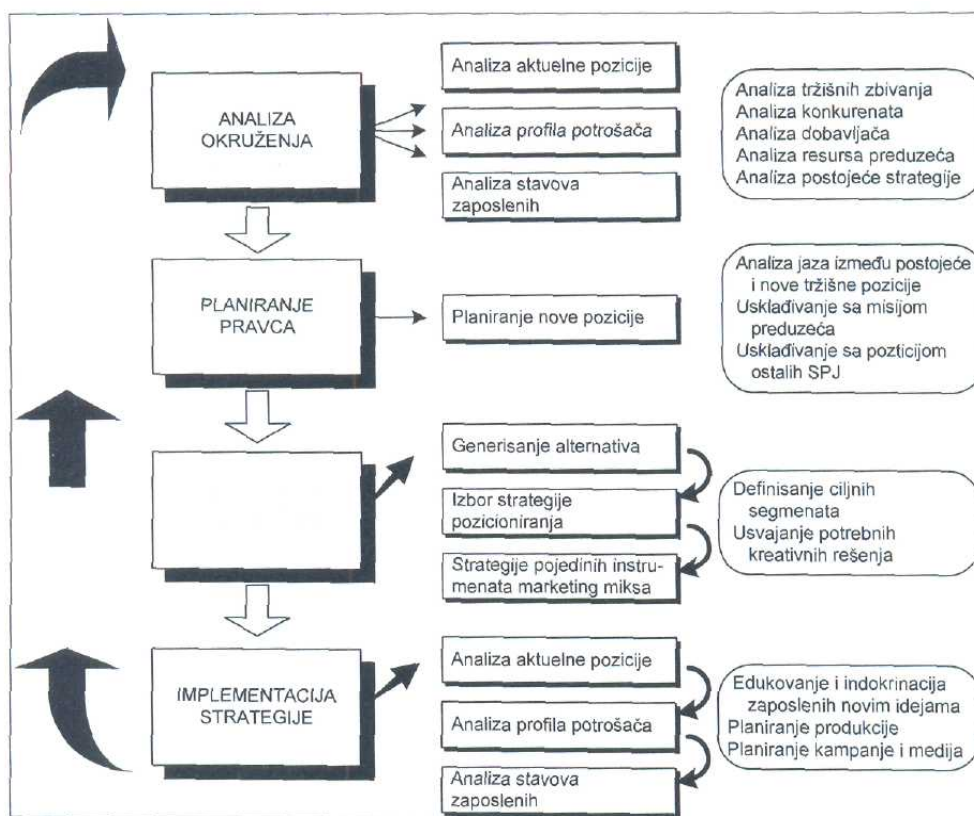 ANALIZA
OKRUŽENJA
Analiza aktuelne pozicije
Analiza profila potrošača
Analiza stavova
zaposlenih
Analiza tržišnih zbivanja
Analiza konkurenata
Analiza dobavljača
Analiza resursa preduzeća
Analiza postojeće strategije
PLANIRANJE
PRAVCA
Planiranje nove pozicije
Analiza jaza između postojeće
i nove tržišne pozicije
Usklađivanje sa misijom
preduzeća
Usklađivanje sa pozticijom
ostalih SPJ
Generisanje alternativa
Izbor strategije
pozicioniranja
Strategije pojedinih instru-
menata marketing miksa
Definisanje ciljnih
segmenata
Usvajanje potrebnih
kreativnih rešenja
IMPLEMENTACIJA
STRATEGIJE
Analiza aktuelne pozicije
Analiza profila potrošača
Analiza stavova
zaposlenih
Edukovanje i indokrinacija
zaposlenih novim idejama
Planiranje produkcije
Planiranje kampanje i medija